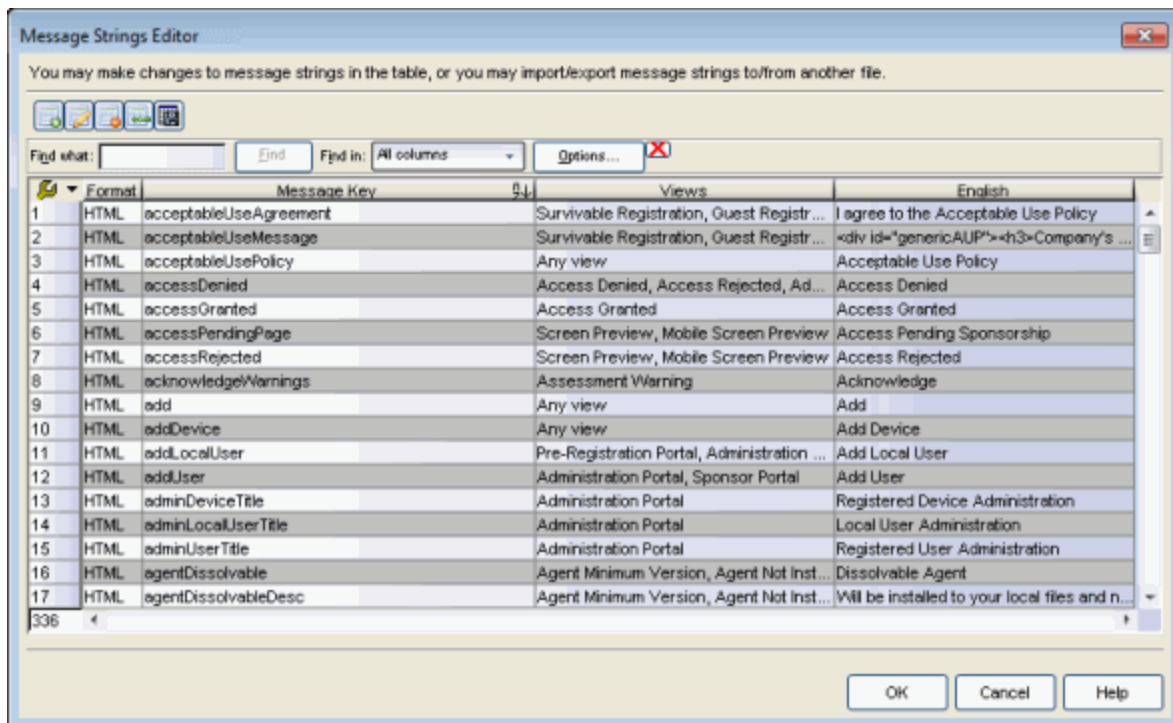 Message Strings Editor
You may make changes to message strings in the table, or you may import/export message strings to/from another file.
Find what: Find Find in: All columns Options...
Format Message Key Views English
1 HTML acceptableUseAgreement Survivable Registration, Guest Registr... I agree to the Acceptable Use Policy
2 HTML acceptableUseMessage Survivable Registration, Guest Registr... <div id="genericAUP"><h3>Company's ...
3 HTML acceptableUsePolicy Any view Acceptable Use Policy
4 HTML accessDenied Access Denied, Access Rejected, Ad... Access Denied
5 HTML accessGranted Access Granted Access Granted
6 HTML accessPendingPage Screen Preview, Mobile Screen Preview Access Pending Sponsorship
7 HTML accessRejected Screen Preview, Mobile Screen Preview Access Rejected
8 HTML acknowledgeWarnings Assessment Warning Acknowledge
9 HTML add Any view Add
10 HTML addDevice Any view Add Device
11 HTML addLocalUser Pre-Registration Portal, Administration ... Add Local User
12 HTML addUser Administration Portal, Sponsor Portal Add User
13 HTML adminDeviceTitle Administration Portal Registered Device Administration
14 HTML adminLocalUserTitle Administration Portal Local User Administration
15 HTML adminUserTitle Administration Portal Registered User Administration
16 HTML agentDissolvable Agent Minimum Version, Agent Not Inst... Dissolvable Agent
17 HTML agentDissolvableDesc Agent Minimum Version, Agent Not Inst... Will be installed to your local files and n...
336
OK Cancel Help